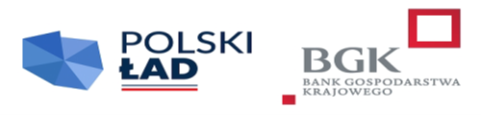 POLSKI
ŁAD
BGK
BANK GOSPODARSTWA
KRAJOWEGO